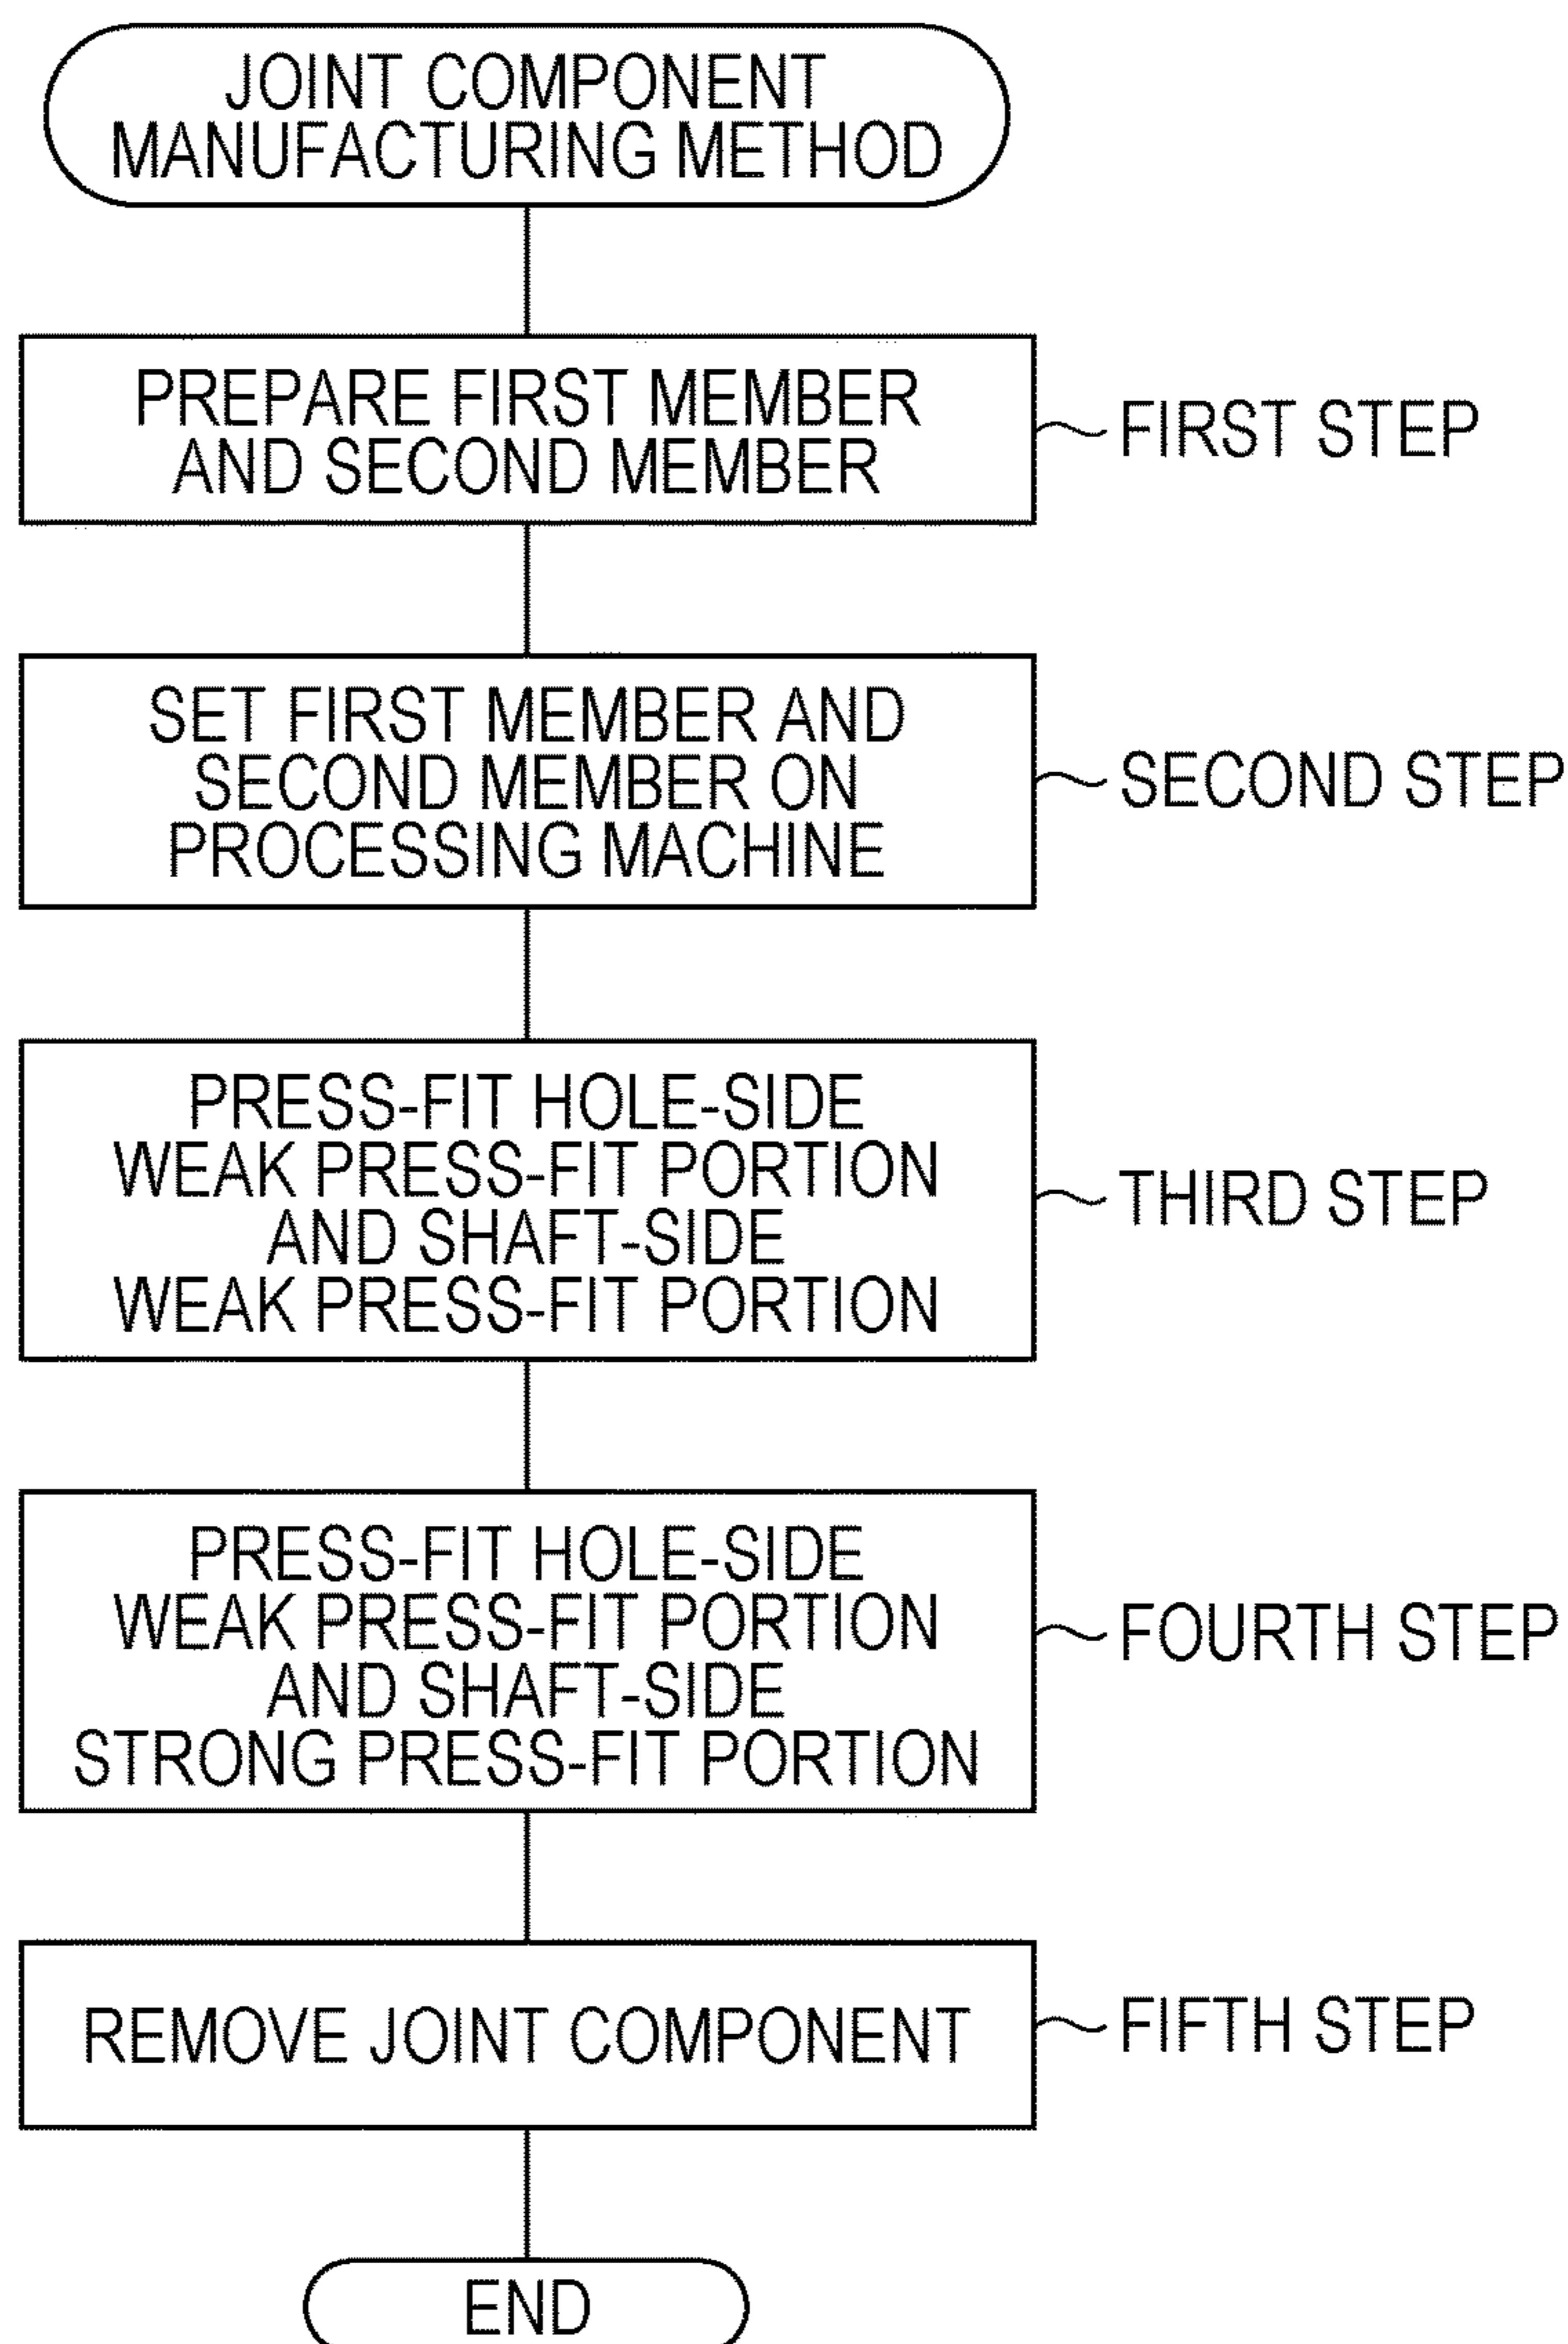 JOINT COMPONENT
MANUFACTURING METHOD
PREPARE FIRST MEMBER
AND SECOND MEMBER
FIRST STEP
SET FIRST MEMBER AND
SECOND MEMBER ON
PROCESSING MACHINE
SECOND STEP
PRESS-FIT HOLE-SIDE
WEAK PRESS-FIT PORTION
AND SHAFT-SIDE
WEAK PRESS-FIT PORTION
THIRD STEP
PRESS-FIT HOLE-SIDE
WEAK PRESS-FIT PORTION
AND SHAFT-SIDE
STRONG PRESS-FIT PORTION
FOURTH STEP
REMOVE JOINT COMPONENT
FIFTH STEP
END